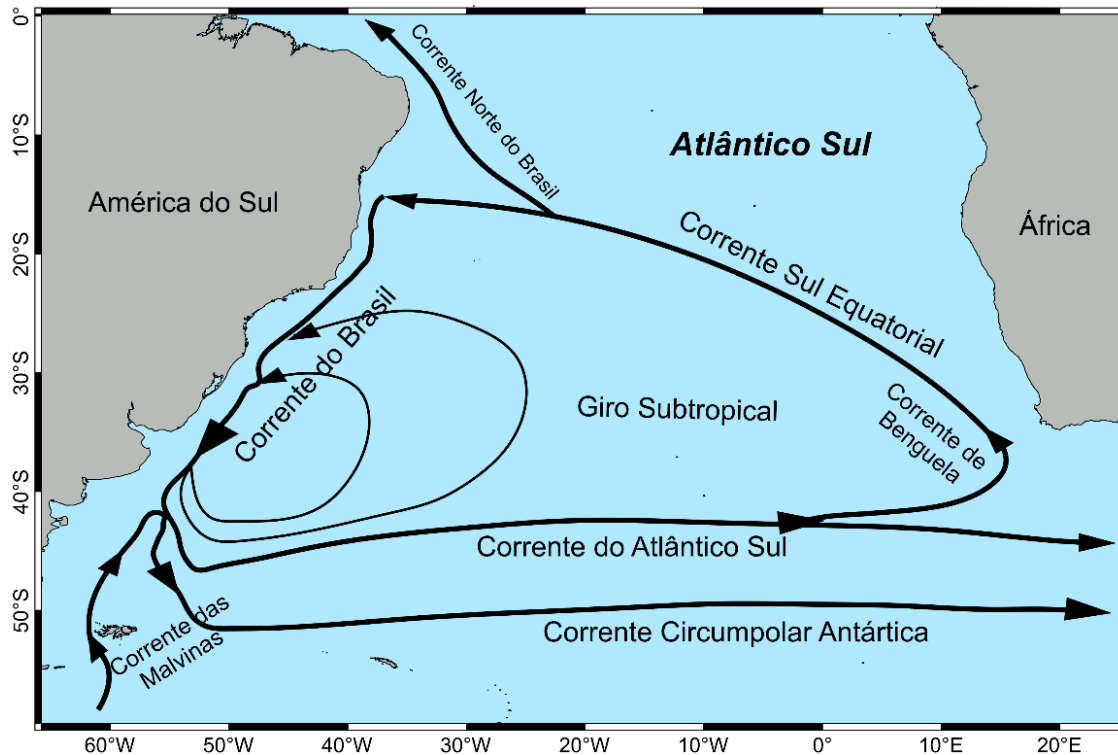 0°
10°S
20°S
30°S
40°S
50°S
Corrente Norte do Brasil
Atlântico Sul
América do Sul
África
Corrente Sul Equatorial
Corrente do Brasil
Giro Subtropical
Corrente de
Benguela
Corrente do Atlântico Sul
Corrente das
Malvinas
Corrente Circumpolar Antártica
60°W
50°W
40°W
30°W
20°W
10°W
0°
10°E
20°E